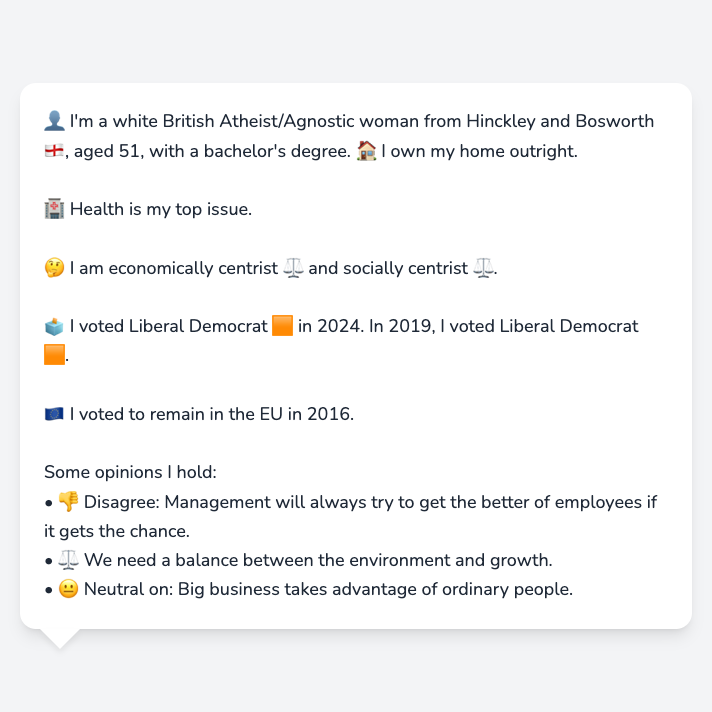 👤 I'm a white British Atheist/Agnostic woman from Hinckley and Bosworth
🏴󠁧󠁢󠁥󠁮󠁧󠁿, aged 51, with a bachelor's degree. 🏠 I own my home outright.
🏥 Health is my top issue.
🤔 I am economically centrist ⚖️ and socially centrist ⚖️.
🗳️ I voted Liberal Democrat 🟧 in 2024. In 2019, I voted Liberal Democrat
🟧.
🇪🇺 I voted to remain in the EU in 2016.
Some opinions I hold:
• 👎 Disagree: Management will always try to get the better of employees if
it gets the chance.
• ⚖️ We need a balance between the environment and growth.
• 😐 Neutral on: Big business takes advantage of ordinary people.